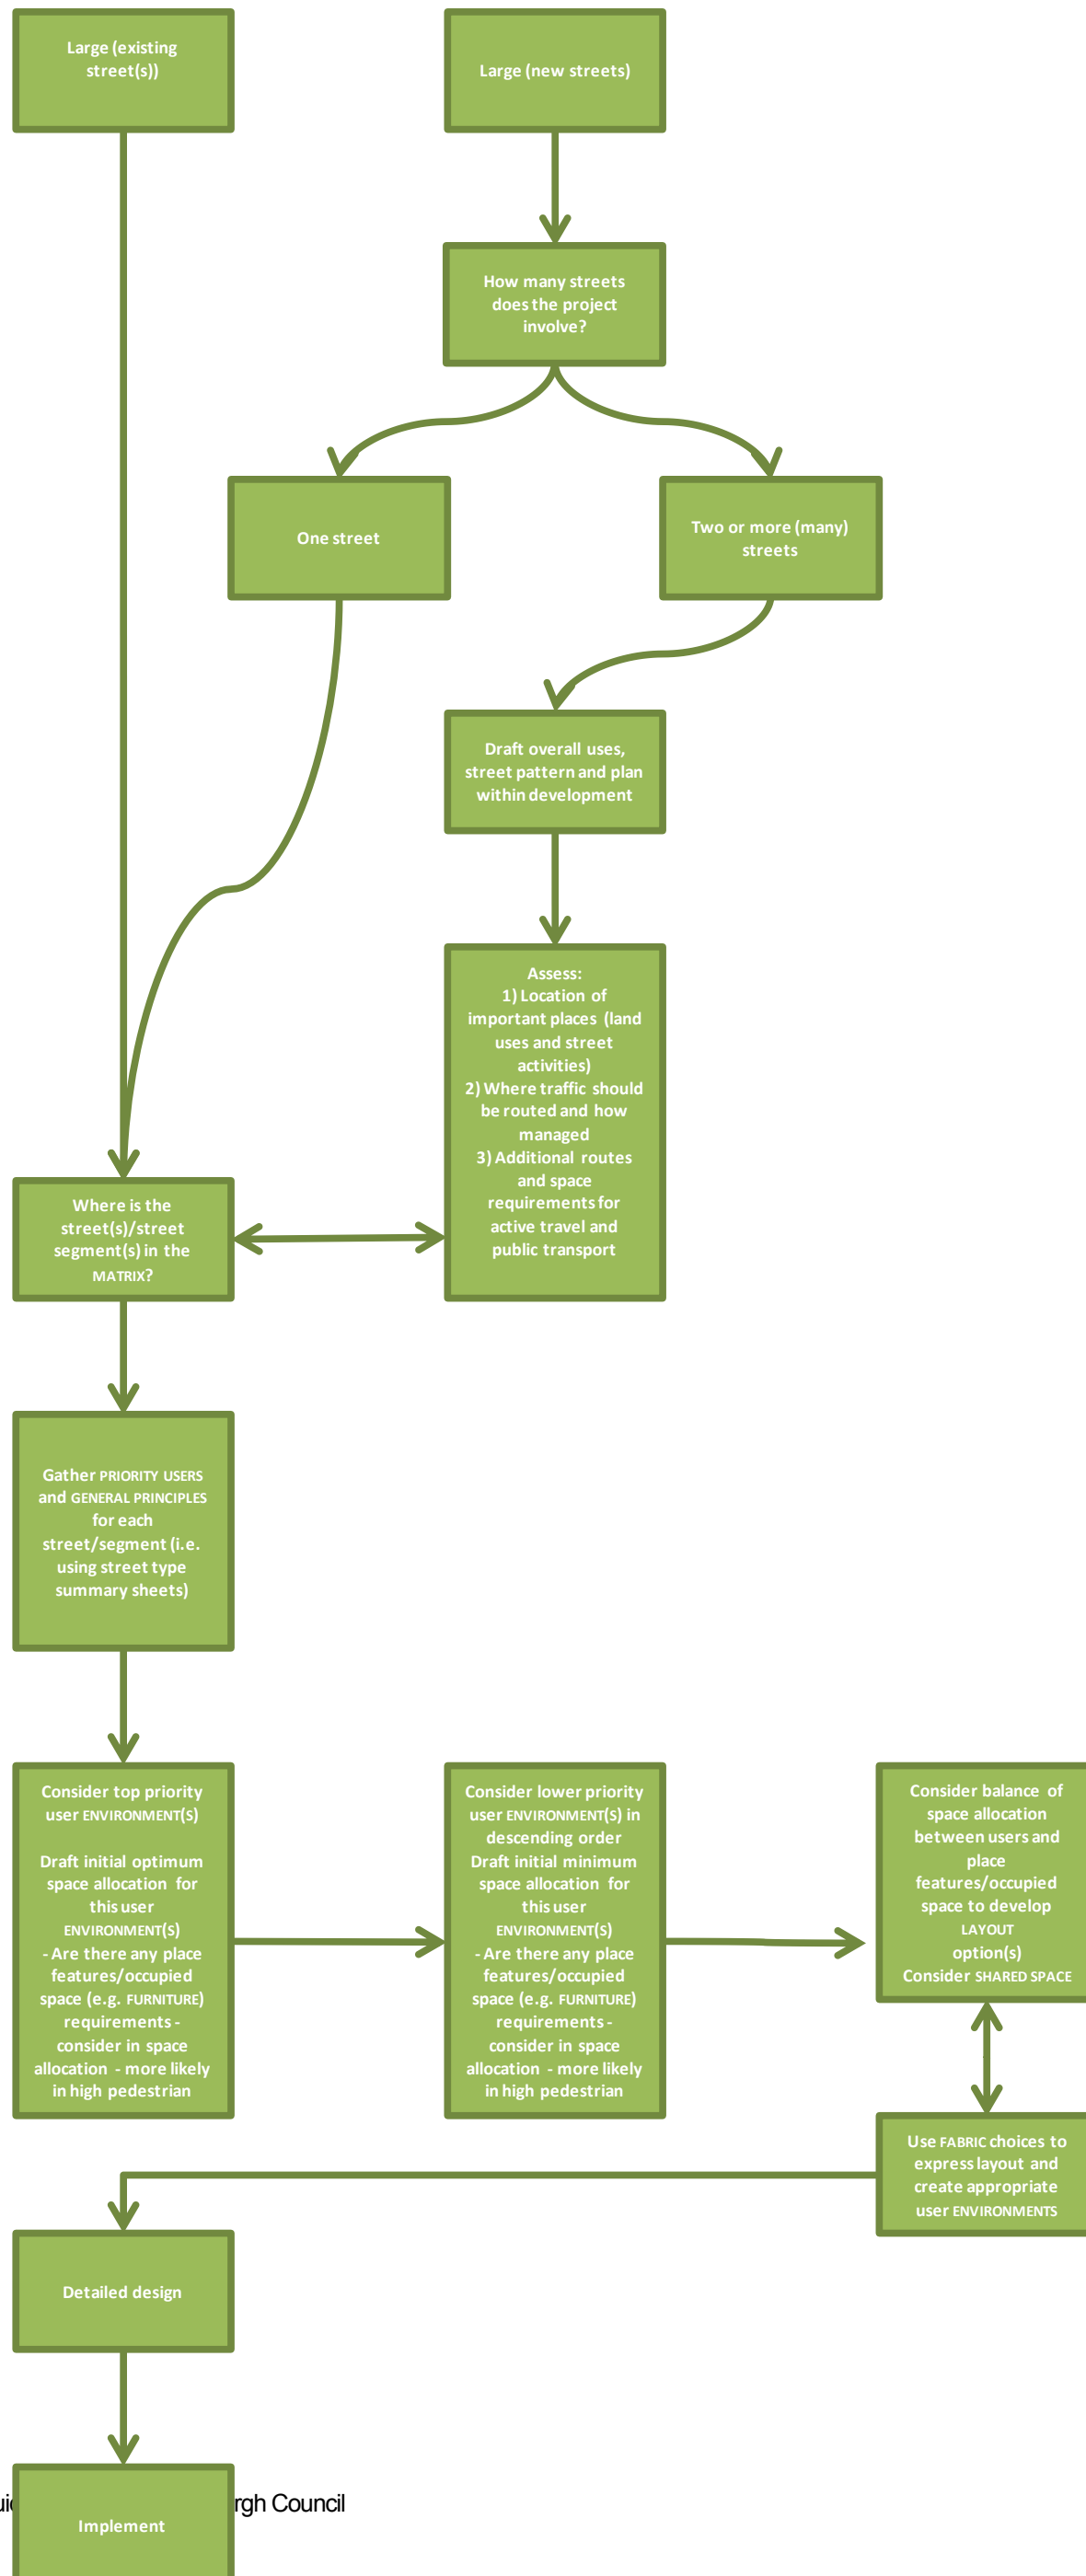 Large (existing
street(s))
Large (new streets)
How many streets
does the project
involve?
One street
Two or more (many)
streets
Draft overall uses,
street pattern and plan
within development
Assess:
1) Location of
important places (land
uses and street
activities)
2) Where traffic should
be routed and how
managed
3) Additional routes
and space
requirements for
active travel and
public transport
Where is the
street(s)/street
segment(s) in the
MATRIX?
Gather PRIORITY USERS
and GENERAL PRINCIPLES
for each
street/segment (i.e.
using street type
summary sheets)
Consider top priority
user ENVIRONMENT(S)
Draft initial optimum
space allocation for
this user
ENVIRONMENT(S)
- Are there any place
features/occupied
space (e.g. FURNITURE)
requirements -
consider in space
allocation - more likely
in high pedestrian
Consider lower priority
user ENVIRONMENT(S) in
descending order
Draft initial minimum
space allocation for
this user
ENVIRONMENT(S)
- Are there any place
features/occupied
space (e.g. FURNITURE)
requirements -
consider in space
allocation - more likely
in high pedestrian
Consider balance of
space allocation
between users and
place
features/occupied
space to develop
LAYOUT
option(s)
Consider SHARED SPACE
Use FABRIC choices to
express layout and
create appropriate
user ENVIRONMENTS
Detailed design
Implement
rgh Council